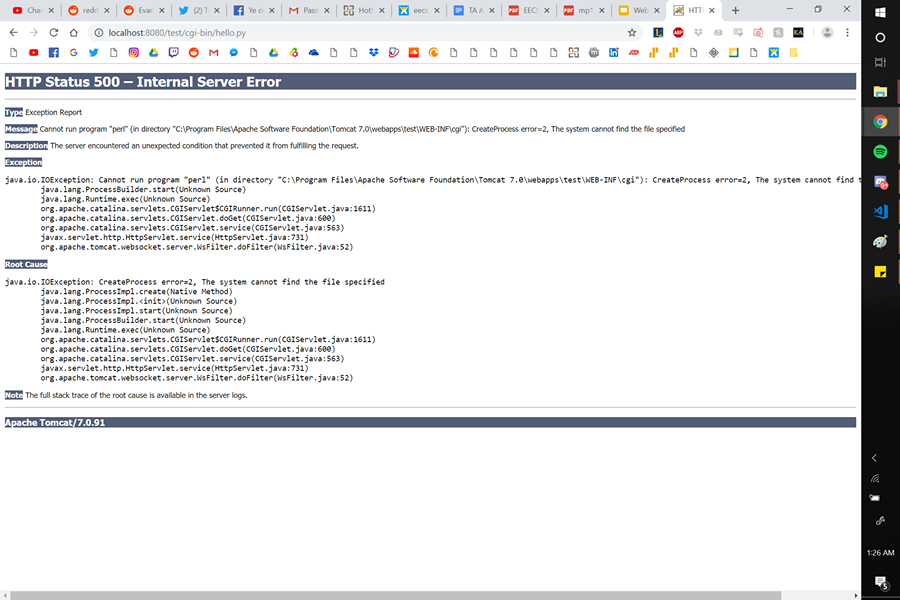 Cha
redd
Evan
(2) T
Ye o
Pass
Hot
eecs
TA A
EECS
mp1
Web
HTT
localhost:8080/test/cgi-bin/hello.py
HTTP Status 500 – Internal Server Error
Type Exception Report
Message Cannot run program "perl" (in directory "C:\Program Files\Apache Software Foundation\Tomcat 7.0\webapps\test\WEB-INF\cgi"): CreateProcess error=2, The system cannot find the file specified
Description The server encountered an unexpected condition that prevented it from fulfilling the request.
Exception
java.io.IOException: Cannot run program "perl" (in directory "C:\Program Files\Apache Software Foundation\Tomcat 7.0\webapps\test\WEB-INF\cgi"): CreateProcess error=2, The system cannot find t
java.lang.ProcessBuilder.start(Unknown Source)
java.lang.Runtime.exec(Unknown Source)
org.apache.catalina.servlets.CGIServlet$CGIRunner.run(CGIServlet.java:1611)
org.apache.catalina.servlets.CGIServlet.doGet(CGIServlet.java:600)
org.apache.catalina.servlets.CGIServlet.service(CGIServlet.java:563)
javax.servlet.http.HttpServlet.service(HttpServlet.java:731)
org.apache.tomcat.websocket.server.WsFilter.doFilter(WsFilter.java:52)
Root Cause
java.io.IOException: CreateProcess error=2, The system cannot find the file specified
java.lang.ProcessImpl.create(Native Method)
java.lang.ProcessImpl.<init>(Unknown Source)
java.lang.ProcessImpl.start(Unknown Source)
java.lang.ProcessBuilder.start(Unknown Source)
java.lang.Runtime.exec(Unknown Source)
org.apache.catalina.servlets.CGIServlet$CGIRunner.run(CGIServlet.java:1611)
org.apache.catalina.servlets.CGIServlet.doGet(CGIServlet.java:600)
org.apache.catalina.servlets.CGIServlet.service(CGIServlet.java:563)
javax.servlet.http.HttpServlet.service(HttpServlet.java:731)
org.apache.tomcat.websocket.server.WsFilter.doFilter(WsFilter.java:52)
Note The full stack trace of the root cause is available in the server logs.
Apache Tomcat/7.0.91
1:26 AM
5